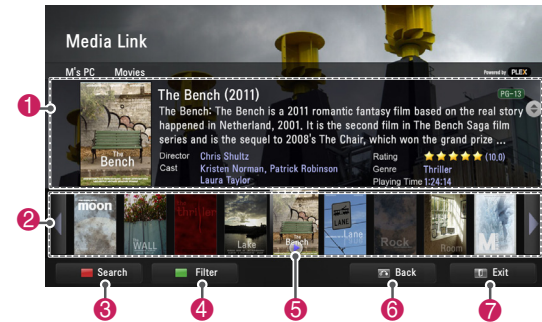 Media Link
M's PC Movies
Powered by PLEX
1
The Bench (2011)
PG-13
The Bench: The Bench is a 2011 romantic fantasy film based on the real story
happened in Netherland, 2001. It is the second film in The Bench Saga film
series and is the sequel to 2008's The Chair, which won the grand prize ...
Director Chris Shultz
Cast Kristen Norman, Patrick Robinson
Laura Taylor
Rating (10.0)
Genre Thriller
Playing Time 1:24:14
The
Bench
2
moon
WALL
thriller
Lake
The
Bench
LANE
Lane
Rock
Room
M
Search
Filter
Back
Exit
3
4
5
6
7